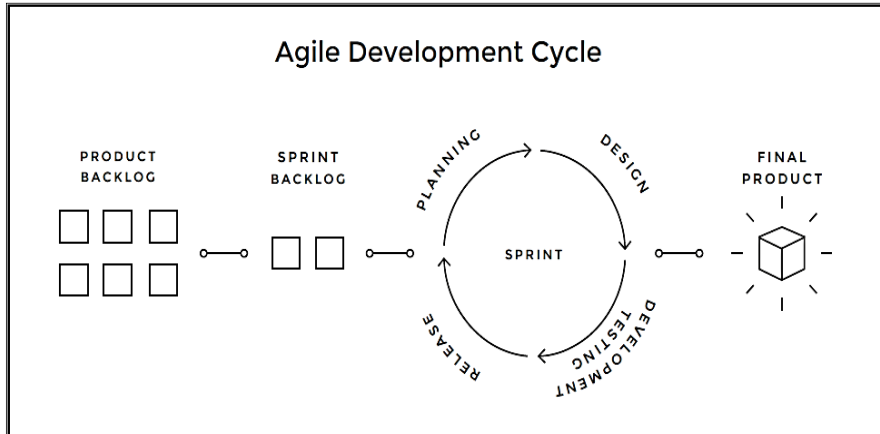 Agile Development Cycle
PRODUCT
BACKLOG
SPRINT
BACKLOG
PLANNING
DESIGN
SPRINT
DEVELOPMENT
TESTING
RELEASE
FINAL
PRODUCT